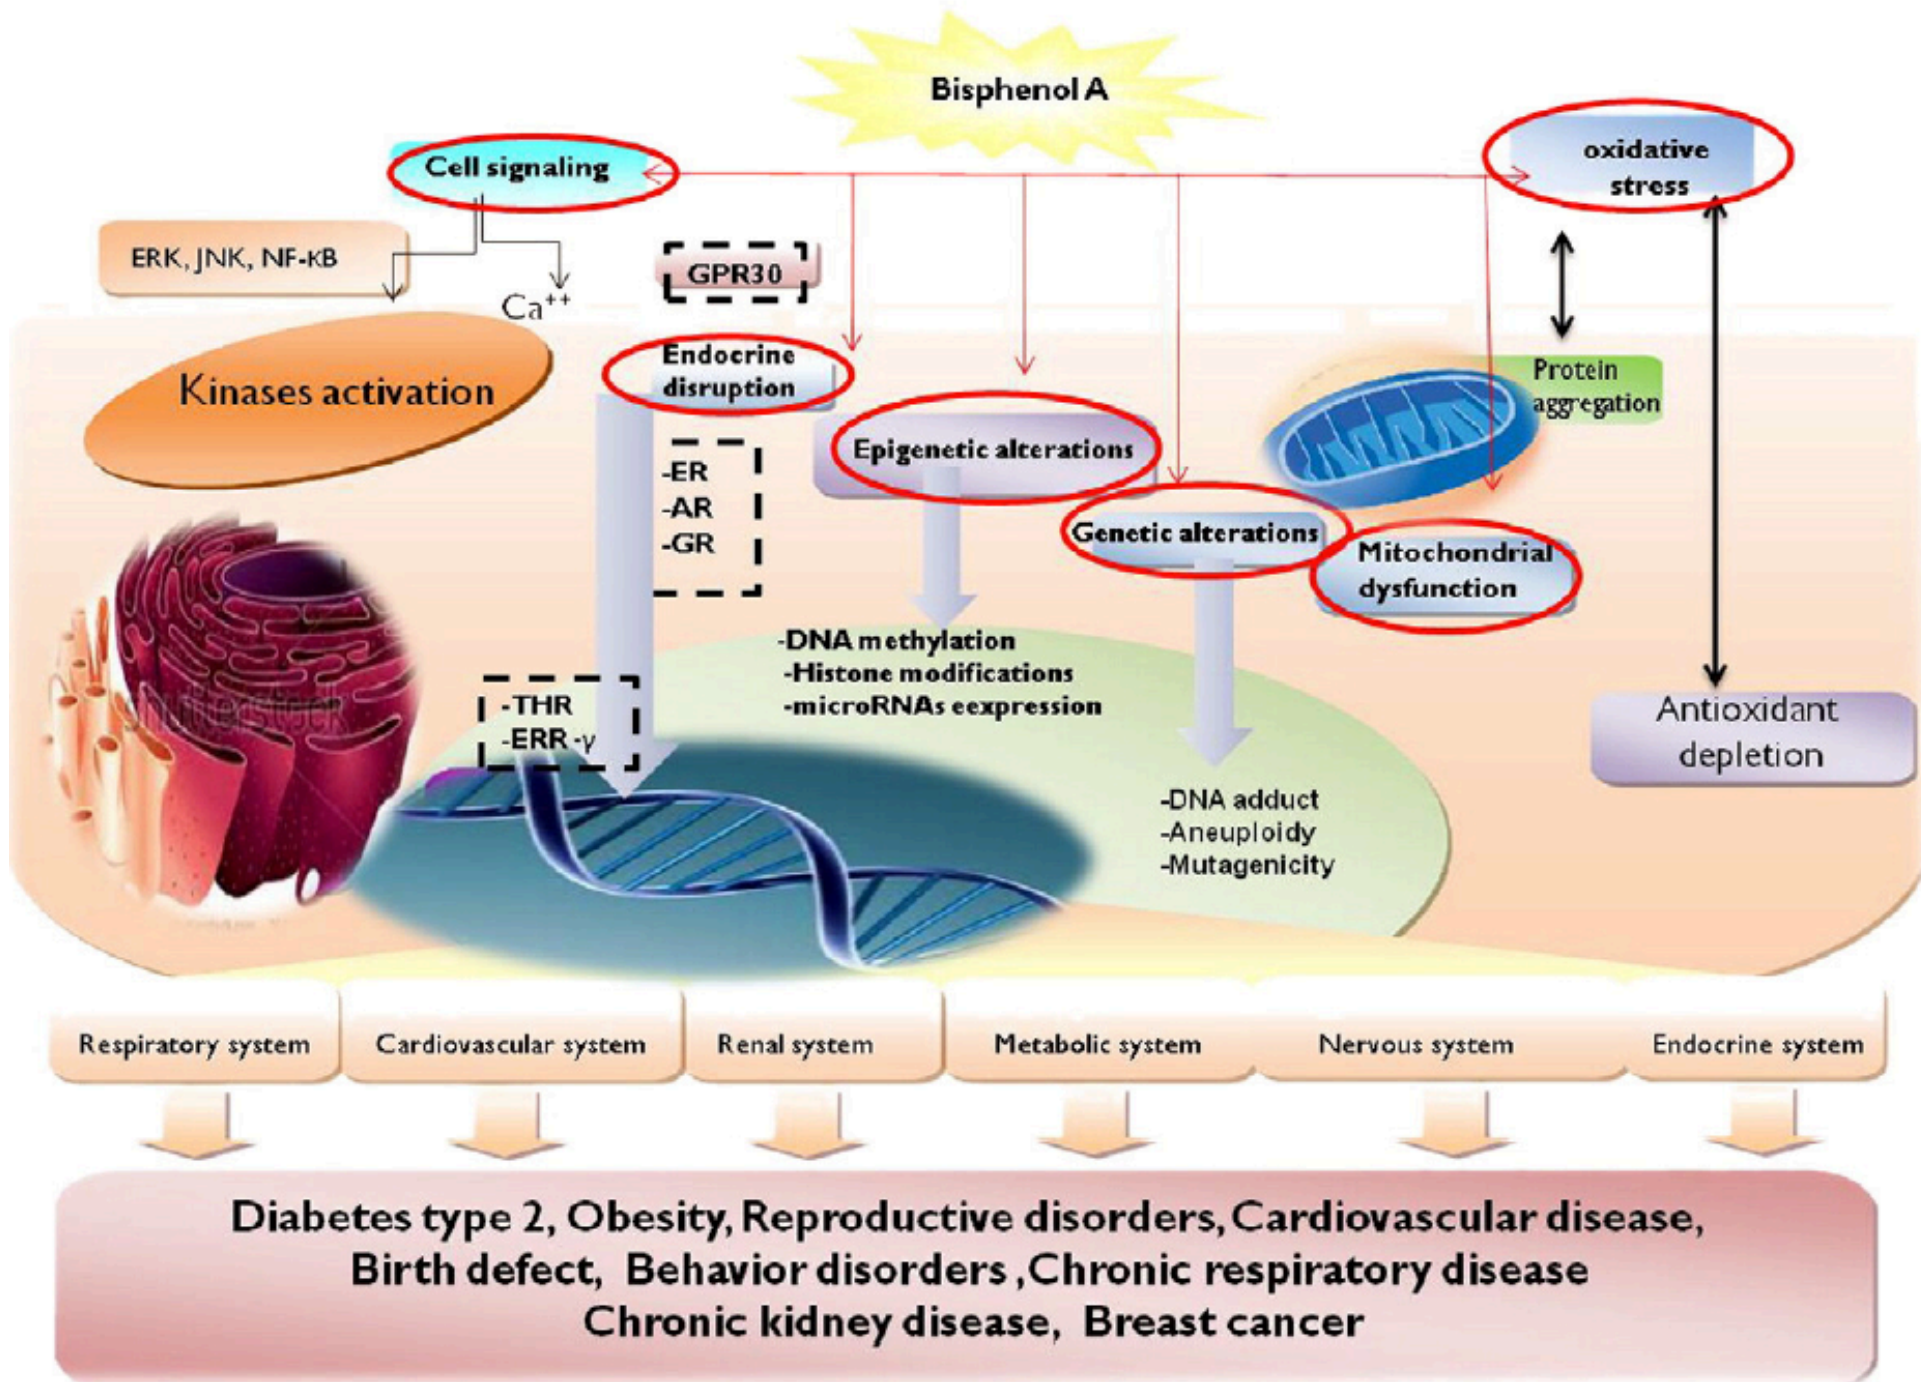 Bisphenol A
Cell signaling
oxidative
stress
ERK, JNK, NF-κB
Ca++
GPR30
Kinases activation
Endocrine
disruption
Protein
aggregation
-ER
-AR
-GR
Epigenetic alterations
Genetic alterations
Mitochondrial
dysfunction
-DNA methylation
-Histone modifications
-microRNAs eexpression
-THR
-ERR -γ
shutterstock
Antioxidant
depletion
-DNA adduct
-Aneuploidy
-Mutagenicity
Respiratory system
Cardiovascular system
Renal system
Metabolic system
Nervous system
Endocrine system
Diabetes type 2, Obesity, Reproductive disorders, Cardiovascular disease,
Birth defect, Behavior disorders ,Chronic respiratory disease
Chronic kidney disease, Breast cancer